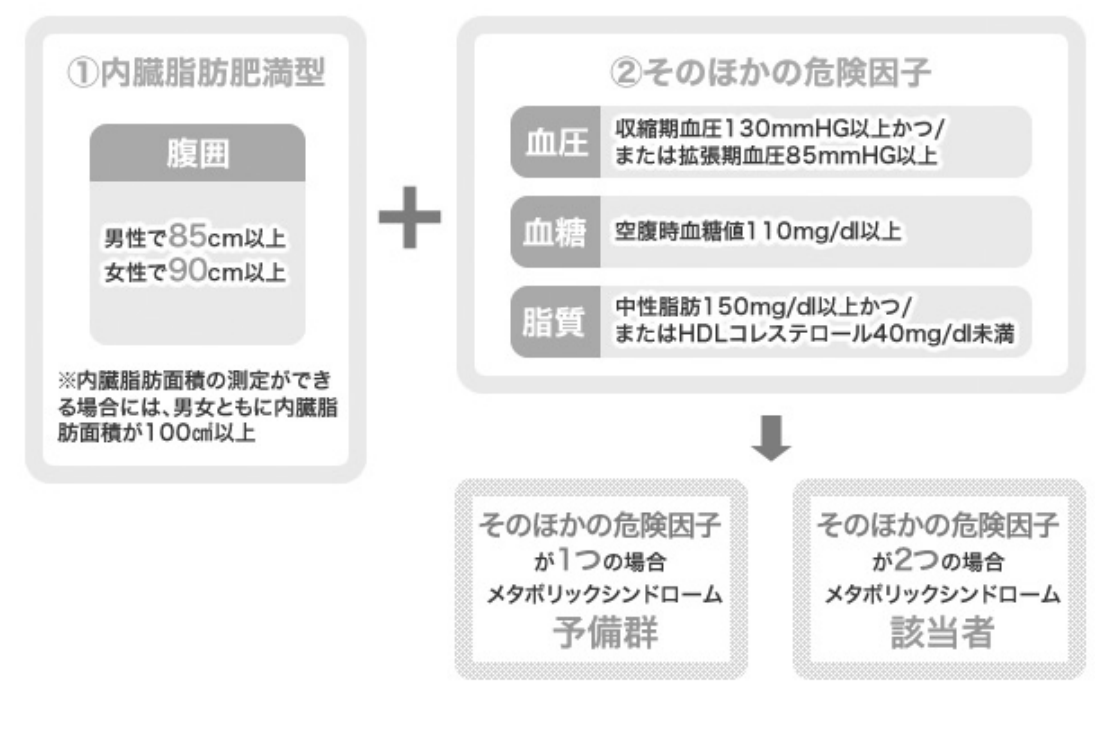 ①内臓脂肪肥満型
腹囲
男性で85cm以上
女性で90cm以上
※内臓脂肪面積の測定ができ
る場合には、男女ともに内臓脂
肪面積が100c㎡以上
②そのほかの危険因子
血圧
収縮期血圧130mmHG以上かつ/
または拡張期血圧85mmHG以上
血糖
空腹時血糖値110mg/dl以上
脂質
中性脂肪150mg/dl以上かつ/
またはHDLコレステロール40mg/dl未満
そのほかの危険因子
が1つの場合
メタボリックシンドローム
予備群
そのほかの危険因子
が2つの場合
メタボリックシンドローム
該当者